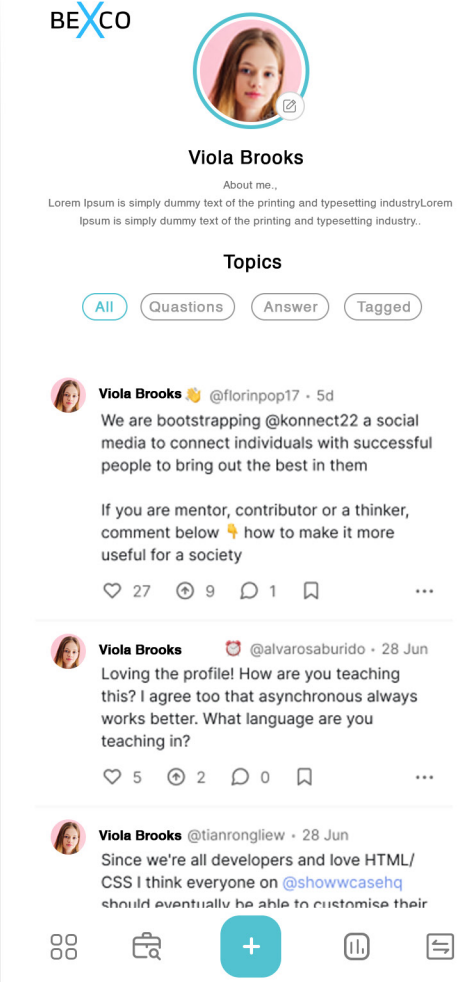 BEXCO
Viola Brooks
About me.,
Lorem Ipsum is simply dummy text of the printing and typesetting industryLorem
Ipsum is simply dummy text of the printing and typesetting industry..
Topics
All Quastions Answer Tagged
Viola Brooks 👋 @florinpop17 • 5d
We are bootstrapping @konnect22 a social
media to connect individuals with successful
people to bring out the best in them
If you are mentor, contributor or a thinker,
comment below 👇 how to make it more
useful for a society
27 9 1
Viola Brooks ⏰ @alvarosaburido • 28 Jun
Loving the profile! How are you teaching
this? I agree too that asynchronous always
works better. What language are you
teaching in?
5 2 0
Viola Brooks @tianrongliew • 28 Jun
Since we're all developers and love HTML/
CSS I think everyone on @showwcasehq
should eventually be able to customise their